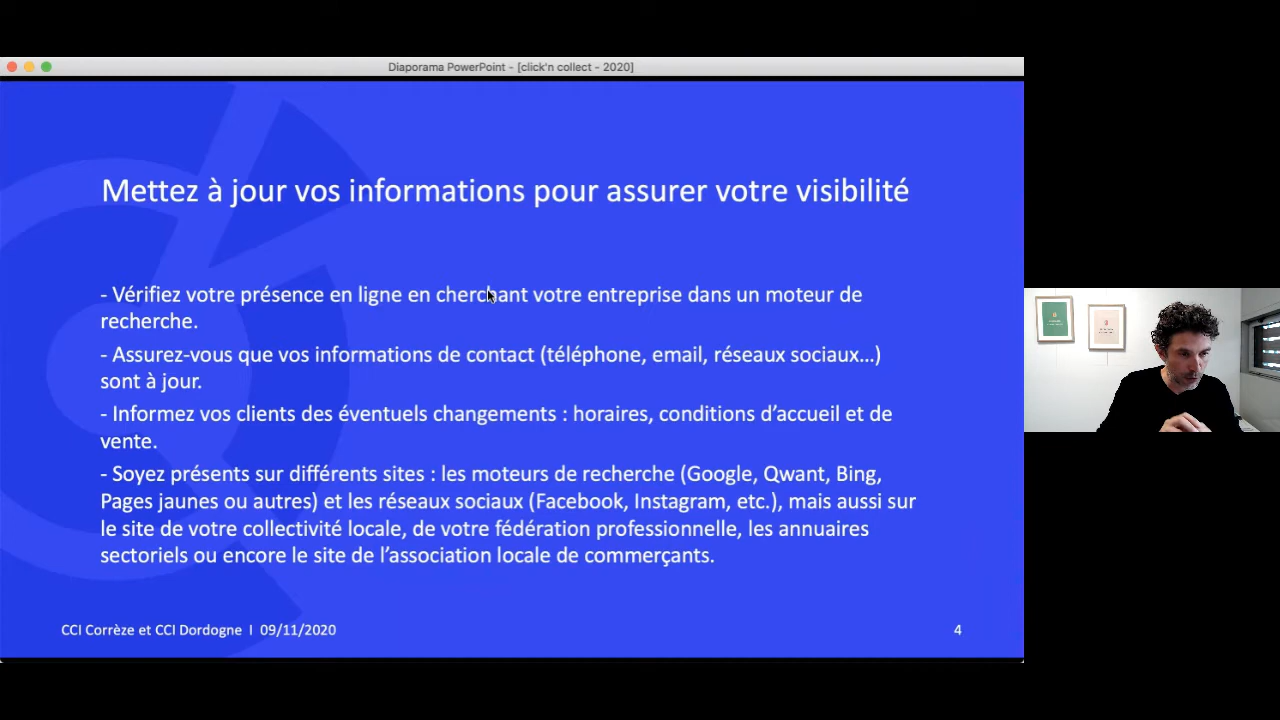 Diaporama PowerPoint - [click'n collect - 2020]
Mettez à jour vos informations pour assurer votre visibilité
- Vérifiez votre présence en ligne en cherchant votre entreprise dans un moteur de
recherche.
- Assurez-vous que vos informations de contact (téléphone, email, réseaux sociaux…)
sont à jour.
- Informez vos clients des éventuels changements : horaires, conditions d’accueil et de
vente.
- Soyez présents sur différents sites : les moteurs de recherche (Google, Qwant, Bing,
Pages jaunes ou autres) et les réseaux sociaux (Facebook, Instagram, etc.), mais aussi sur
le site de votre collectivité locale, de votre fédération professionnelle, les annuaires
sectoriels ou encore le site de l’association locale de commerçants.
CCI Corrèze et CCI Dordogne I 09/11/2020
4